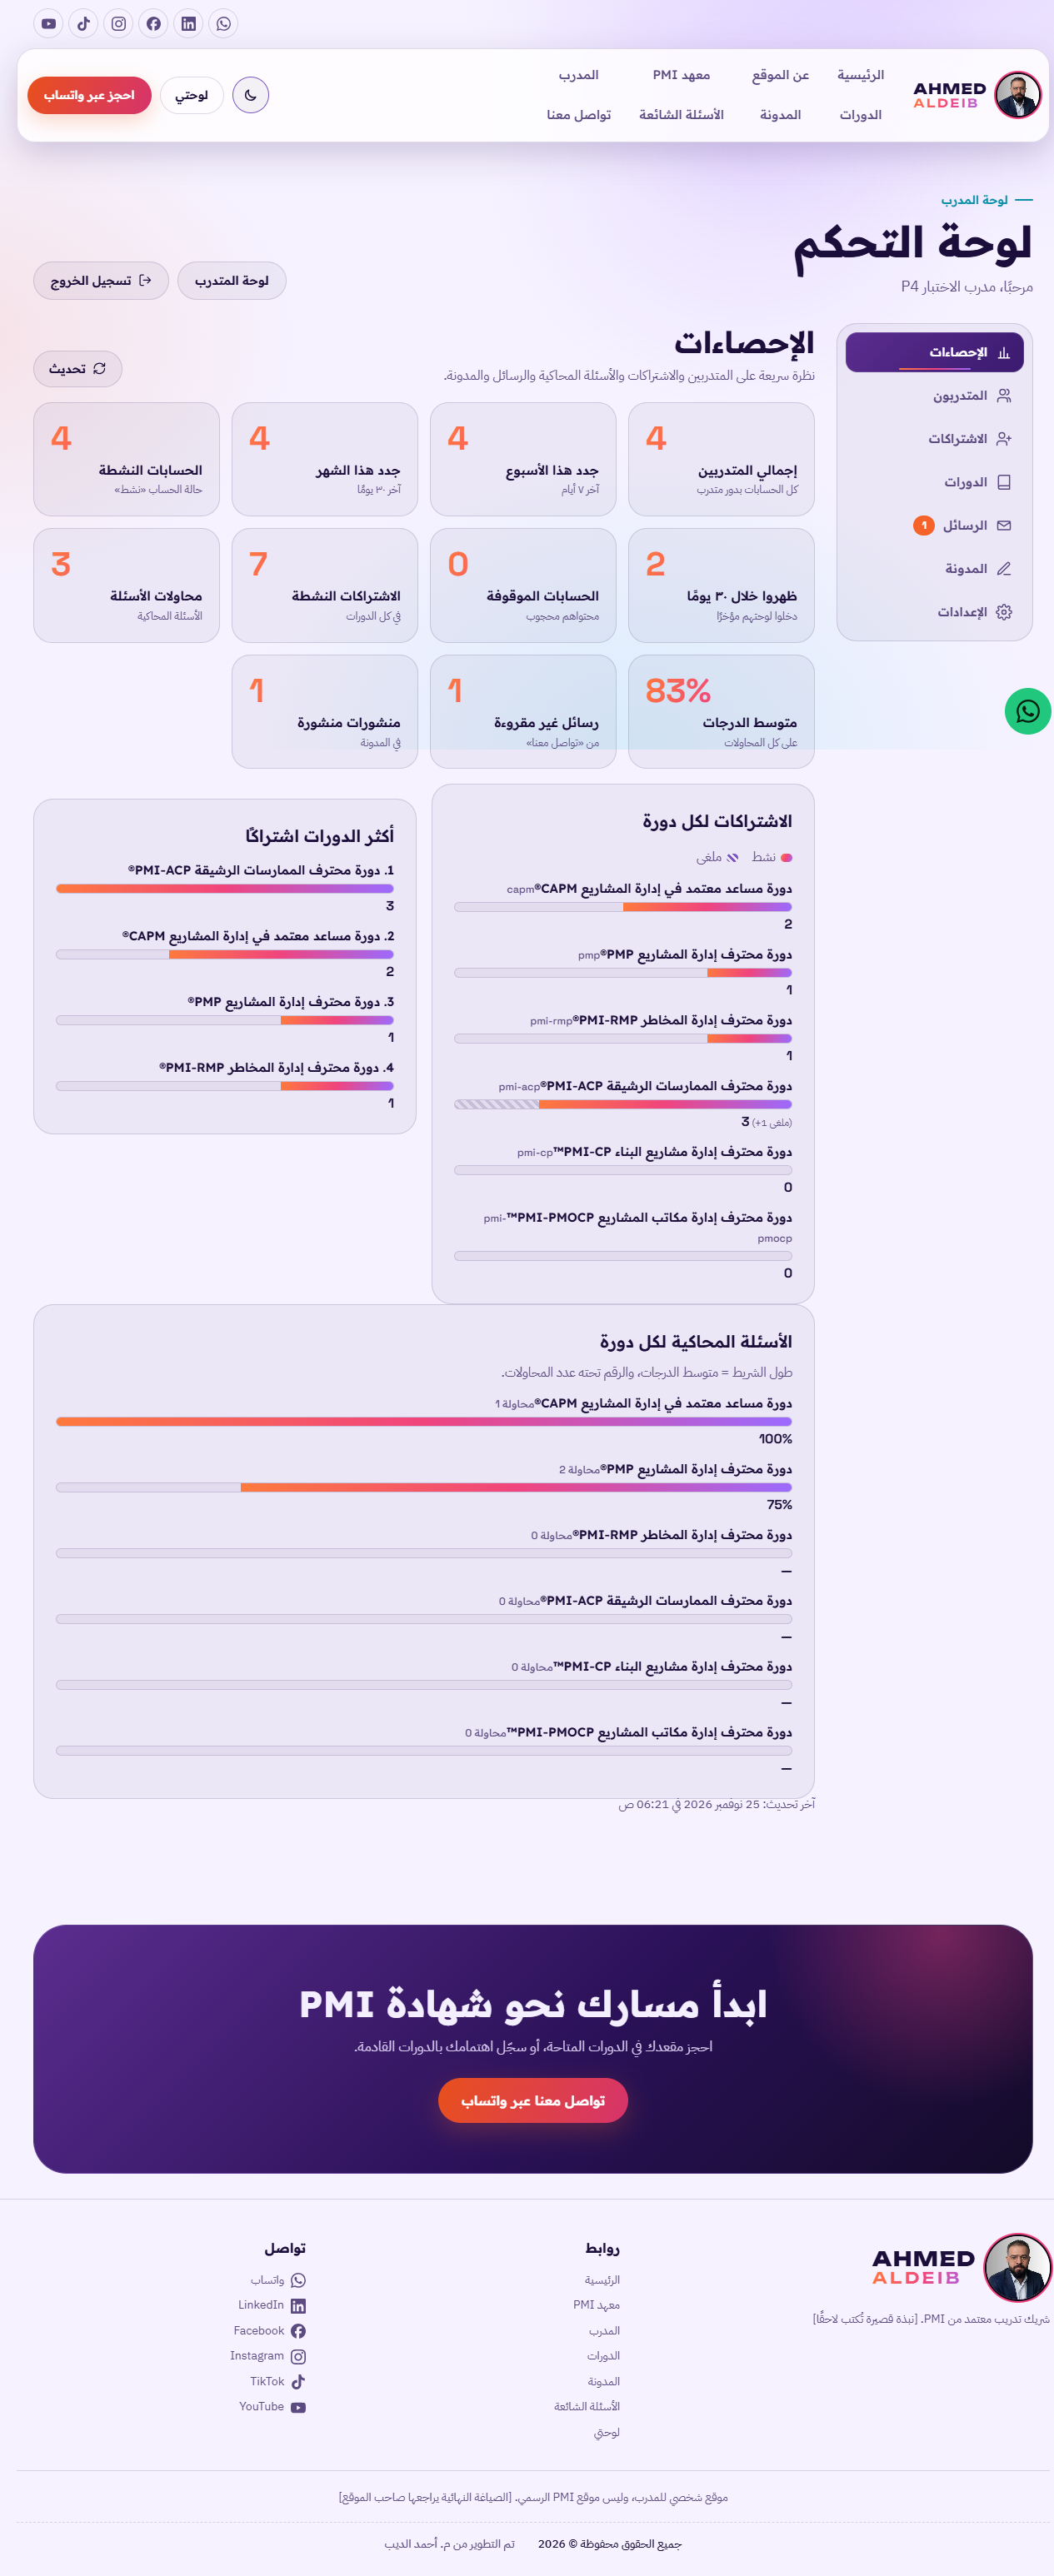 AHMED
ALDEIB
الرئيسية
عن الموقع
معهد PMI
المدرب
الدورات
المدونة
الأسئلة الشائعة
تواصل معنا
لوحتي
احجز عبر واتساب
لوحة المدرب
لوحة التحكم
مرحبًا، مدرب الاختبار P4
لوحة المتدرب
تسجيل الخروج
الإحصاءات
المتدربون
الاشتراكات
الدورات
الرسائل 1
المدونة
الإعدادات
الإحصاءات
نظرة سريعة على المتدربين والاشتراكات والأسئلة المحاكية والرسائل والمدونة.
تحديث
4
إجمالي المتدربين
كل الحسابات بدور متدرب
4
جدد هذا الأسبوع
آخر ٧ أيام
4
جدد هذا الشهر
آخر ٣٠ يومًا
4
الحسابات النشطة
حالة الحساب «نشط»
2
ظهروا خلال ٣٠ يومًا
دخلوا لوحتهم مؤخرًا
0
الحسابات الموقوفة
محتواهم محجوب
7
الاشتراكات النشطة
في كل الدورات
3
محاولات الأسئلة
الأسئلة المحاكية
83%
متوسط الدرجات
على كل المحاولات
1
رسائل غير مقروءة
من «تواصل معنا»
1
منشورات منشورة
في المدونة
الاشتراكات لكل دورة
نشط ملغى
دورة مساعد معتمد في إدارة المشاريع CAPM®capm
2
دورة محترف إدارة المشاريع PMP®pmp
1
دورة محترف إدارة المخاطر PMI-RMP®pmi-rmp
1
دورة محترف الممارسات الرشيقة PMI-ACP®pmi-acp
3 (ملغى 1+)
دورة محترف إدارة مشاريع البناء PMI-CP™pmi-cp
0
دورة محترف إدارة مكاتب المشاريع PMI-PMOCP™pmi-
pmocp
0
أكثر الدورات اشتراكًا
1. دورة محترف الممارسات الرشيقة PMI-ACP®
3
2. دورة مساعد معتمد في إدارة المشاريع CAPM®
2
3. دورة محترف إدارة المشاريع PMP®
1
4. دورة محترف إدارة المخاطر PMI-RMP®
1
الأسئلة المحاكية لكل دورة
طول الشريط = متوسط الدرجات، والرقم تحته عدد المحاولات.
دورة مساعد معتمد في إدارة المشاريع CAPM®محاولة 1
100%
دورة محترف إدارة المشاريع PMP®محاولة 2
75%
دورة محترف إدارة المخاطر PMI-RMP®محاولة 0
—
دورة محترف الممارسات الرشيقة PMI-ACP®محاولة 0
—
دورة محترف إدارة مشاريع البناء PMI-CP™محاولة 0
—
دورة محترف إدارة مكاتب المشاريع PMI-PMOCP™محاولة 0
—
آخر تحديث: 25 نوفمبر 2026 في 06:21 ص
ابدأ مسارك نحو شهادة PMI
احجز مقعدك في الدورات المتاحة، أو سجّل اهتمامك بالدورات القادمة.
تواصل معنا عبر واتساب
AHMED
ALDEIB
شريك تدريب معتمد من PMI. [نبذة قصيرة تُكتب لاحقًا]
روابط
الرئيسية
معهد PMI
المدرب
الدورات
المدونة
الأسئلة الشائعة
لوحتي
تواصل
واتساب
LinkedIn
Facebook
Instagram
TikTok
YouTube
موقع شخصي للمدرب، وليس موقع PMI الرسمي. [الصياغة النهائية يراجعها صاحب الموقع]
جميع الحقوق محفوظة © 2026 تم التطوير من م. أحمد الديب